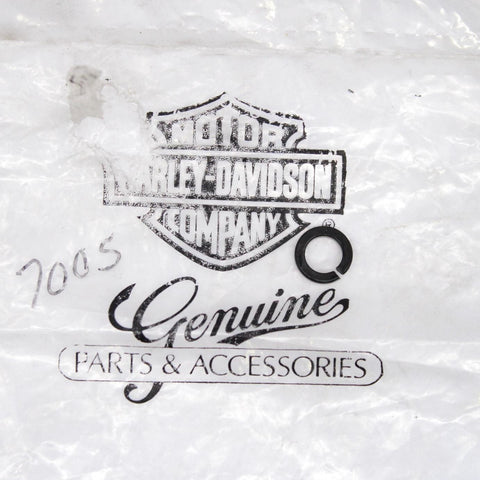 MOTOR
HARLEY-DAVIDSON
COMPANY
®
7005
Genuine
PARTS & ACCESSORIES